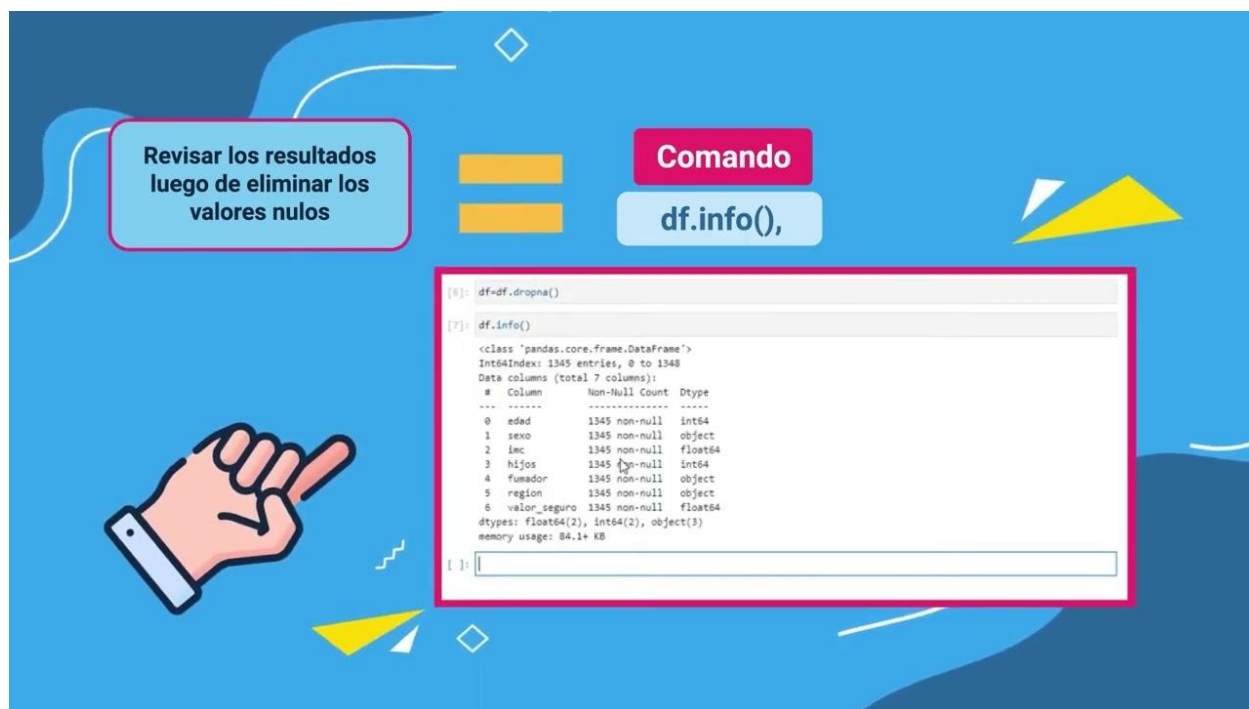 Revisar los resultados
luego de eliminar los
valores nulos
Comando
df.info(),
[6]: df=df.dropna()
[7]: df.info()
<class 'pandas.core.frame.DataFrame'>
Int64Index: 1345 entries, 0 to 1348
Data columns (total 7 columns):
 #   Column        Non-Null Count  Dtype
---  ------        --------------  -----
 0   edad          1345 non-null   int64
 1   sexo          1345 non-null   object
 2   imc           1345 non-null   float64
 3   hijos         1345 non-null   int64
 4   fumador       1345 non-null   object
 5   region        1345 non-null   object
 6   valor_seguro  1345 non-null   float64
dtypes: float64(2), int64(2), object(3)
memory usage: 84.1+ KB
[ ]: